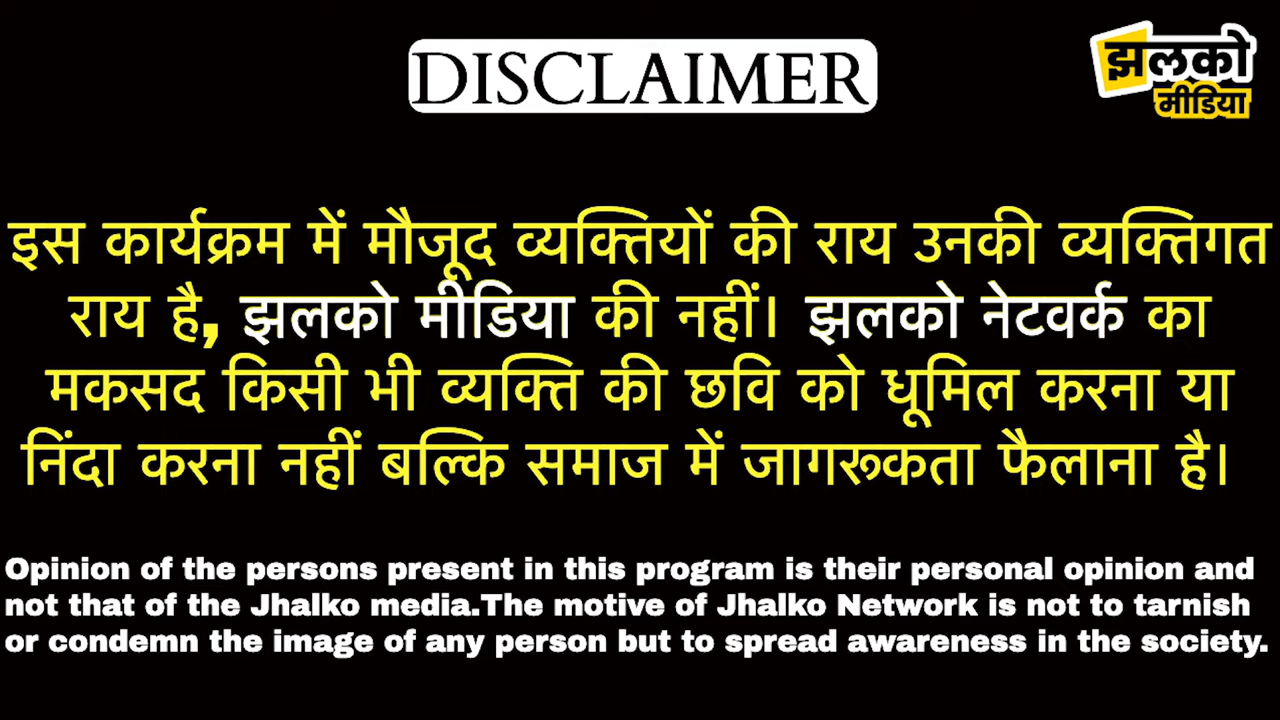 DISCLAIMER
झलको
मीडिया
इस कार्यक्रम में मौजूद व्यक्तियों की राय उनकी व्यक्तिगत
राय है, झलको मीडिया की नहीं। झलको नेटवर्क का
मकसद किसी भी व्यक्ति की छवि को धूमिल करना या
निंदा करना नहीं बल्कि समाज में जागरूकता फैलाना है।
Opinion of the persons present in this program is their personal opinion and
not that of the Jhalko media.The motive of Jhalko Network is not to tarnish
or condemn the image of any person but to spread awareness in the society.